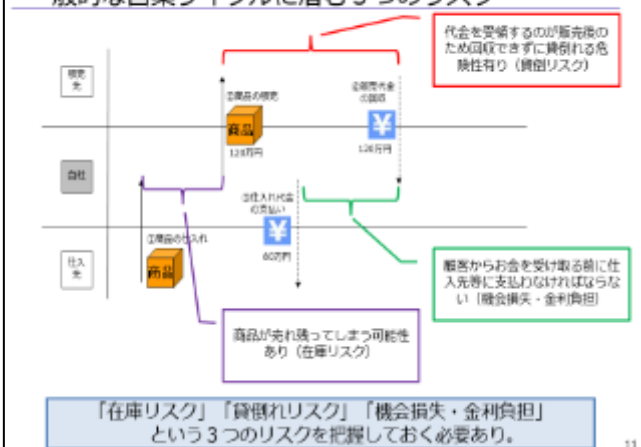 一般的な営業サイクルに潜む３つのリスク
代金を受領するのが販売後の
ため回収できずに貸倒れる危
険性有り（貸倒リスク）
販売
先
②商品の販売
商品
120万円
④販売代金
の回収
¥
120万円
自社
③仕入れ代金
の支払い
¥
60万円
①商品の仕入れ
商品
仕入
先
顧客からお金を受け取る前に仕
入先等に支払わなければならな
い（機会損失・金利負担）
商品が売れ残ってしまう可能性
あり（在庫リスク）
「在庫リスク」「貸倒れリスク」「機会損失・金利負担」
という３つのリスクを把握しておく必要あり。
11